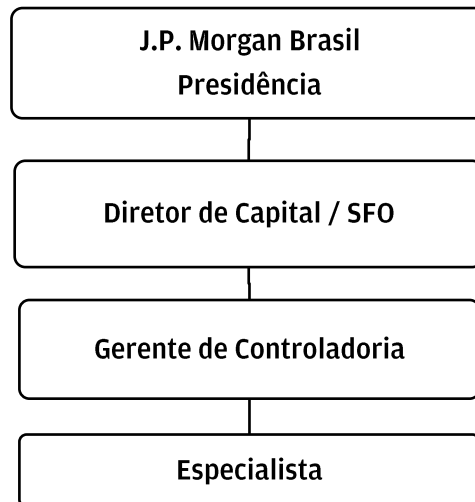 J.P. Morgan Brasil
Presidência
Diretor de Capital / SFO
Gerente de Controladoria
Especialista